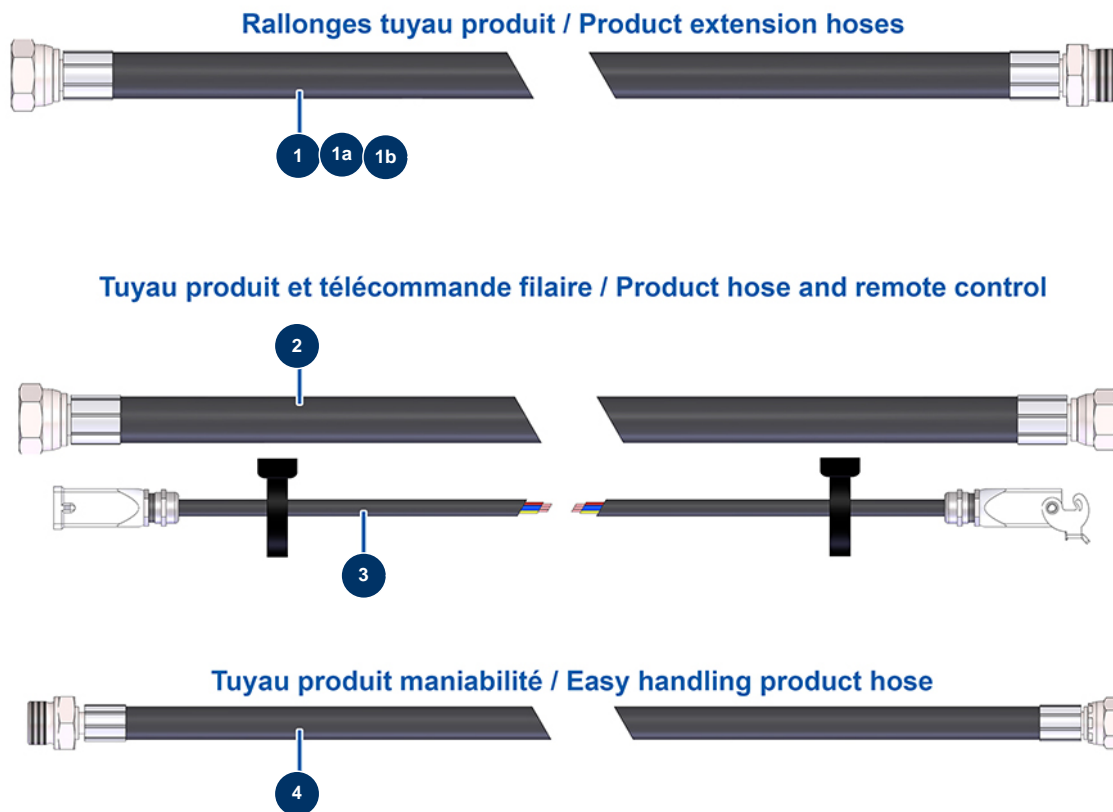 Rallonges tuyau produit / Product extension hoses
1 1a 1b
Tuyau produit et télécommande filaire / Product hose and remote control
2
3
Tuyau produit maniabilité / Easy handling product hose
4